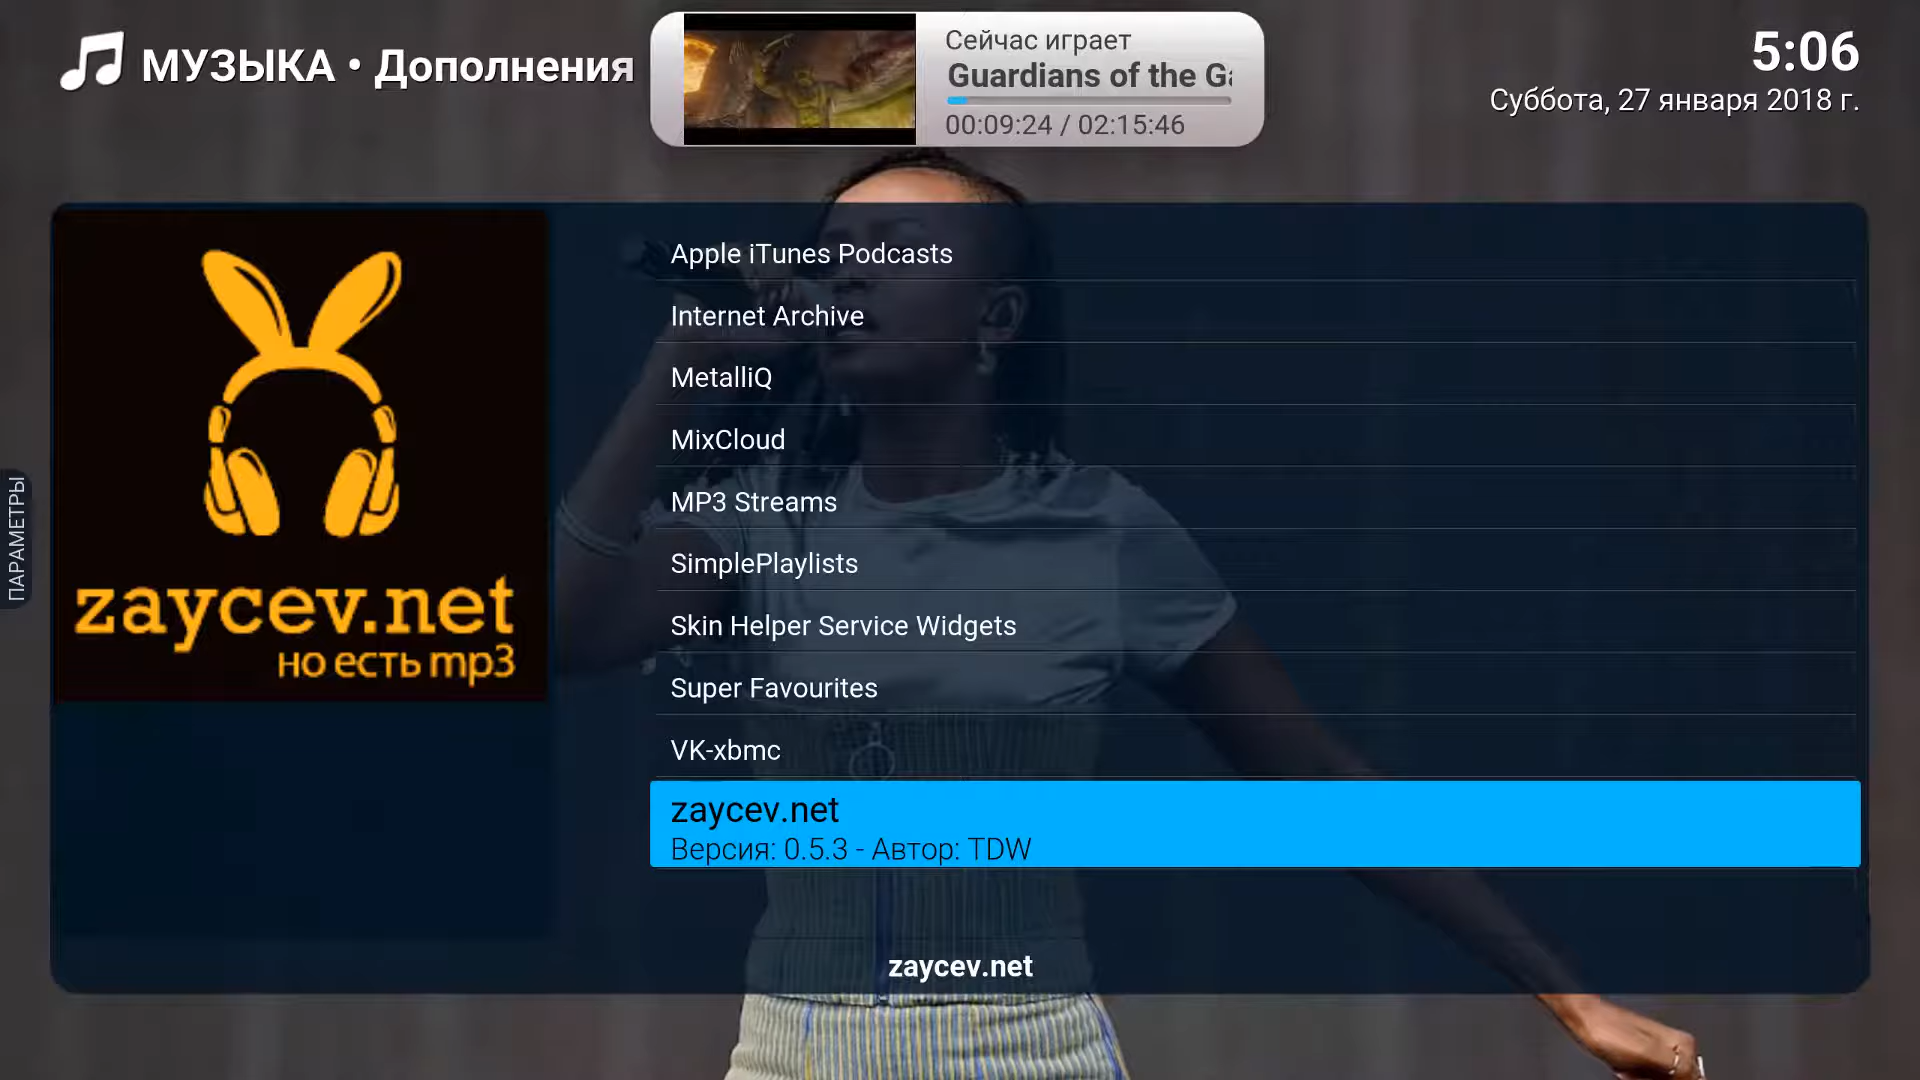 МУЗЫКА • Дополнения
Сейчас играет
Guardians of the Ga
00:09:24 / 02:15:46
5:06
Суббота, 27 января 2018 г.
ПАРАМЕТРЫ
zaycev.net
но есть mp3
Apple iTunes Podcasts
Internet Archive
MetalliQ
MixCloud
MP3 Streams
SimplePlaylists
Skin Helper Service Widgets
Super Favourites
VK-xbmc
zaycev.net
Версия: 0.5.3 - Автор: TDW
zaycev.net